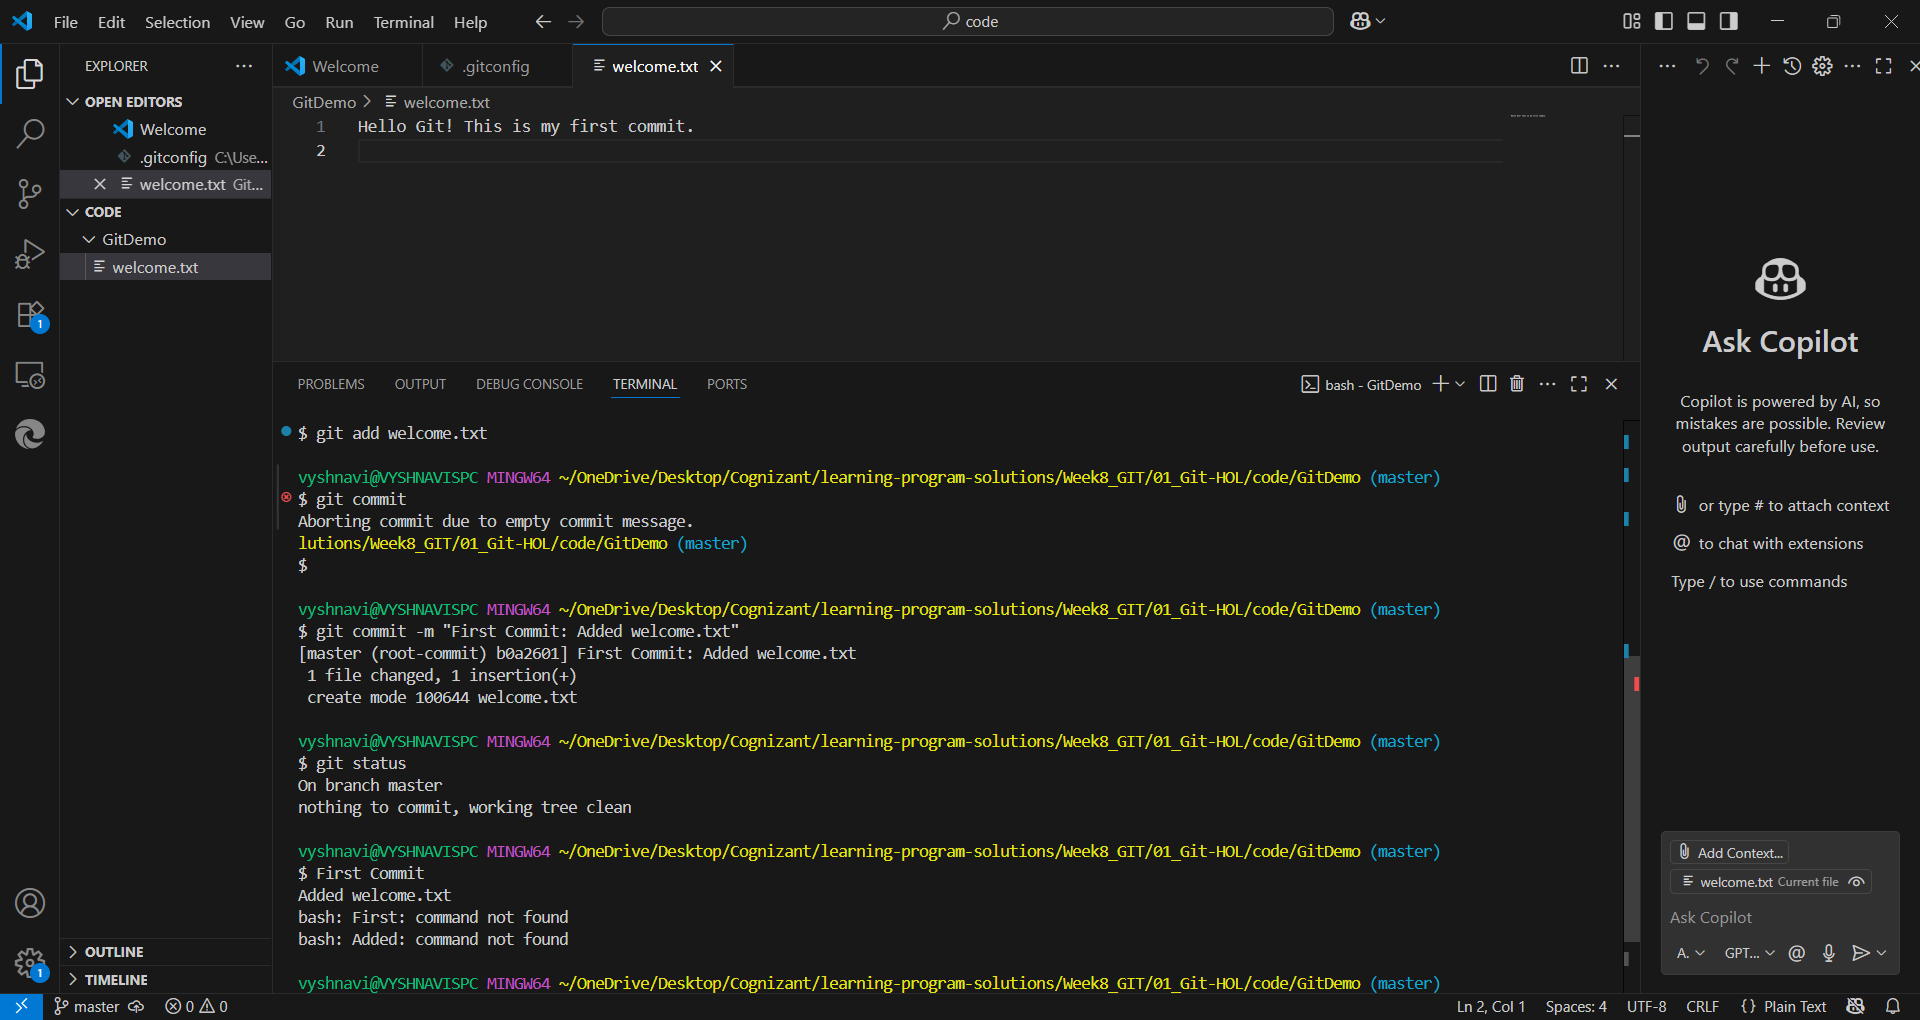 File Edit Selection View Go Run Terminal Help
code
EXPLORER
OPEN EDITORS
Welcome
.gitconfig C:\Use...
welcome.txt Git...
CODE
GitDemo
welcome.txt
OUTLINE
TIMELINE
1
1
Welcome .gitconfig welcome.txt
GitDemo > welcome.txt
1 Hello Git! This is my first commit.
2
PROBLEMS OUTPUT DEBUG CONSOLE TERMINAL PORTS
bash - GitDemo
$ git add welcome.txt
vyshnavi@VYSHNAVISPC MINGW64 ~/OneDrive/Desktop/Cognizant/learning-program-solutions/Week8_GIT/01_Git-HOL/code/GitDemo (master)
$ git commit
Aborting commit due to empty commit message.
lutions/Week8_GIT/01_Git-HOL/code/GitDemo (master)
$
vyshnavi@VYSHNAVISPC MINGW64 ~/OneDrive/Desktop/Cognizant/learning-program-solutions/Week8_GIT/01_Git-HOL/code/GitDemo (master)
$ git commit -m "First Commit: Added welcome.txt"
[master (root-commit) b0a2601] First Commit: Added welcome.txt
1 file changed, 1 insertion(+)
create mode 100644 welcome.txt
vyshnavi@VYSHNAVISPC MINGW64 ~/OneDrive/Desktop/Cognizant/learning-program-solutions/Week8_GIT/01_Git-HOL/code/GitDemo (master)
$ git status
On branch master
nothing to commit, working tree clean
vyshnavi@VYSHNAVISPC MINGW64 ~/OneDrive/Desktop/Cognizant/learning-program-solutions/Week8_GIT/01_Git-HOL/code/GitDemo (master)
$ First Commit
Added welcome.txt
bash: First: command not found
bash: Added: command not found
vyshnavi@VYSHNAVISPC MINGW64 ~/OneDrive/Desktop/Cognizant/learning-program-solutions/Week8_GIT/01_Git-HOL/code/GitDemo (master)
Ask Copilot
Copilot is powered by AI, so
mistakes are possible. Review
output carefully before use.
or type # to attach context
@ to chat with extensions
Type / to use commands
Add Context...
welcome.txt Current file
Ask Copilot
A. GPT... @
master 0 0
Ln 2, Col 1 Spaces: 4 UTF-8 CRLF {} Plain Text